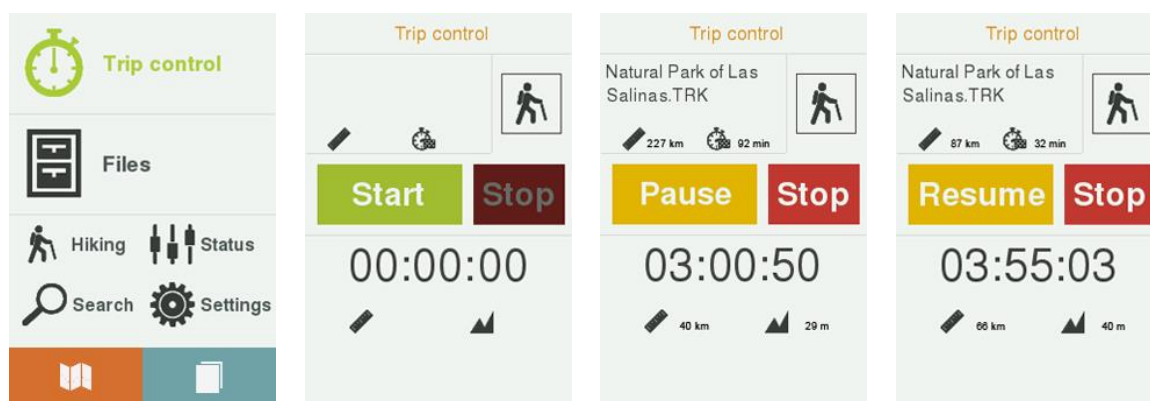 Trip control
Files
Hiking
Status
Search
Settings
Trip control
Start
Stop
00:00:00
Trip control
Natural Park of Las
Salinas.TRK
227 km
92 min
Pause
Stop
03:00:50
40 km
29 m
Trip control
Natural Park of Las
Salinas.TRK
87 km
32 min
Resume
Stop
03:55:03
66 km
40 m